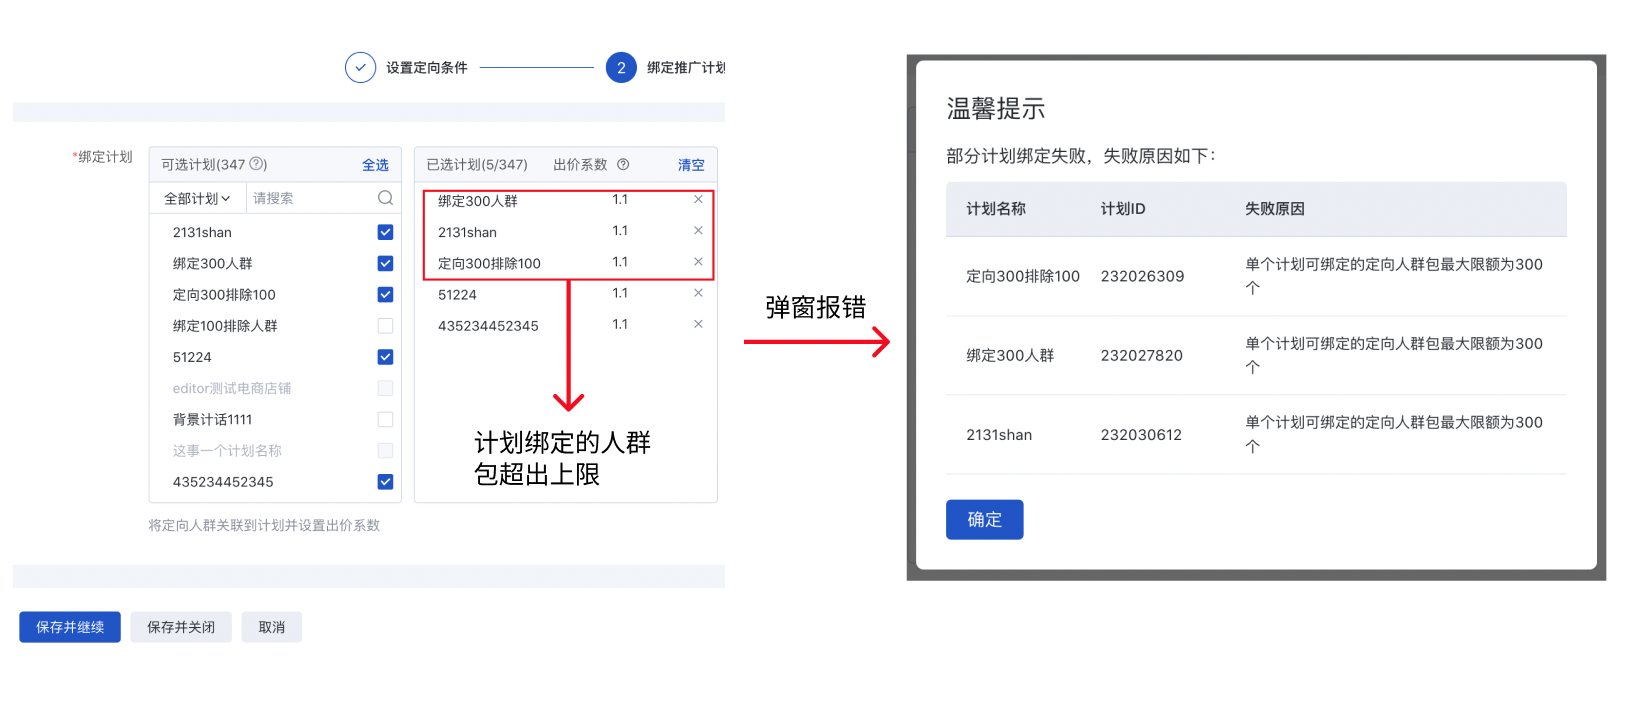 设置定向条件
2
绑定推广计划
*绑定计划
可选计划(347 ?)
全选
全部计划
请搜索
2131shan
绑定300人群
定向300排除100
绑定100排除人群
51224
editor测试电商店铺
背景计话1111
这事一个计划名称
435234452345
将定向人群关联到计划并设置出价系数
已选计划(5/347)
出价系数 ?
清空
绑定300人群 1.1 ×
2131shan 1.1 ×
定向300排除100 1.1 ×
51224 1.1 ×
435234452345 1.1 ×
计划绑定的人群
包超出上限
保存并继续
保存并关闭
取消
弹窗报错
温馨提示
部分计划绑定失败，失败原因如下：
计划名称 计划ID 失败原因
定向300排除100 232026309 单个计划可绑定的定向人群包最大限额为300
个
绑定300人群 232027820 单个计划可绑定的定向人群包最大限额为300
个
2131shan 232030612 单个计划可绑定的定向人群包最大限额为300
个
确定